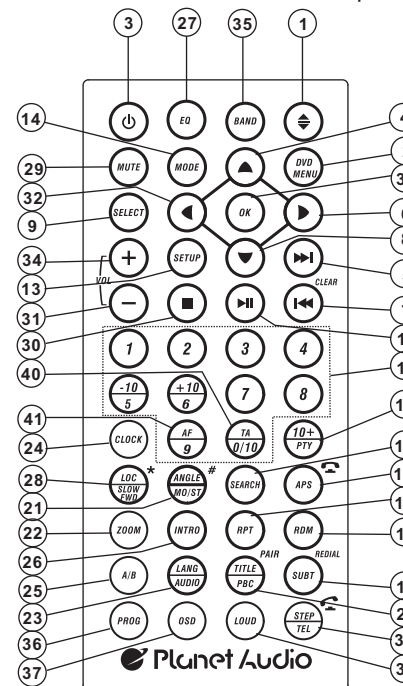 3 27 35 1
EQ BAND
14
29 MUTE MODE DVD MENU
32
9 SELECT OK
34 + SETUP
13 VOL CLEAR
31 −
30
1 2 3 4
40
-10 5 +10 6 7 8
41
24 CLOCK AF 9 TA 0/10 10+ PTY
28 LOC SLOW FWD * ANGLE MO/ST # SEARCH APS
21
22 ZOOM INTRO RPT RDM
26
25 A/B LANG AUDIO TITLE PBC PAIR SUBT REDIAL
23
36 PROG OSD LOUD STEP TEL
37
Planet Audio